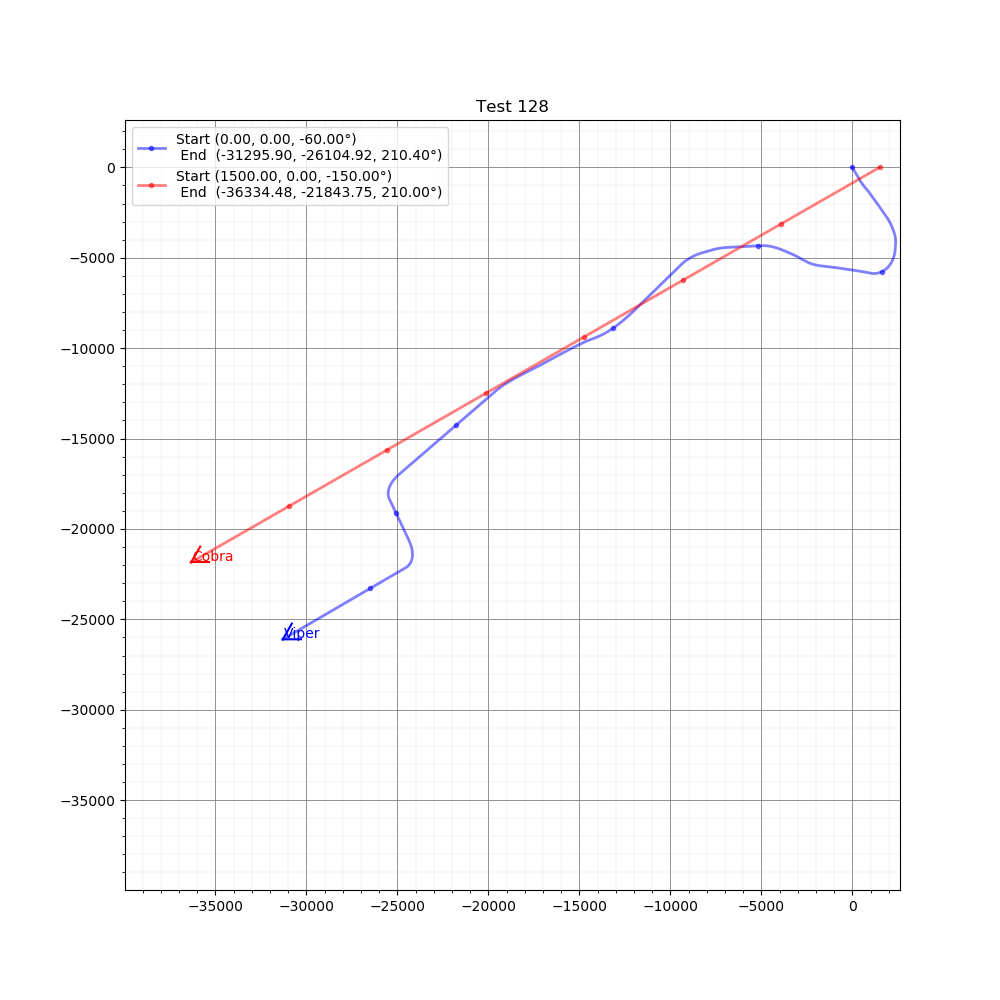 Test 128
Start (0.00, 0.00, -60.00°)
End  (-31295.90, -26104.92, 210.40°)
Start (1500.00, 0.00, -150.00°)
End  (-36334.48, -21843.75, 210.00°)
0
−5000
−10000
−15000
−20000
−25000
−30000
−35000
Cobra
Viper
−35000 −30000 −25000 −20000 −15000 −10000 −5000 0